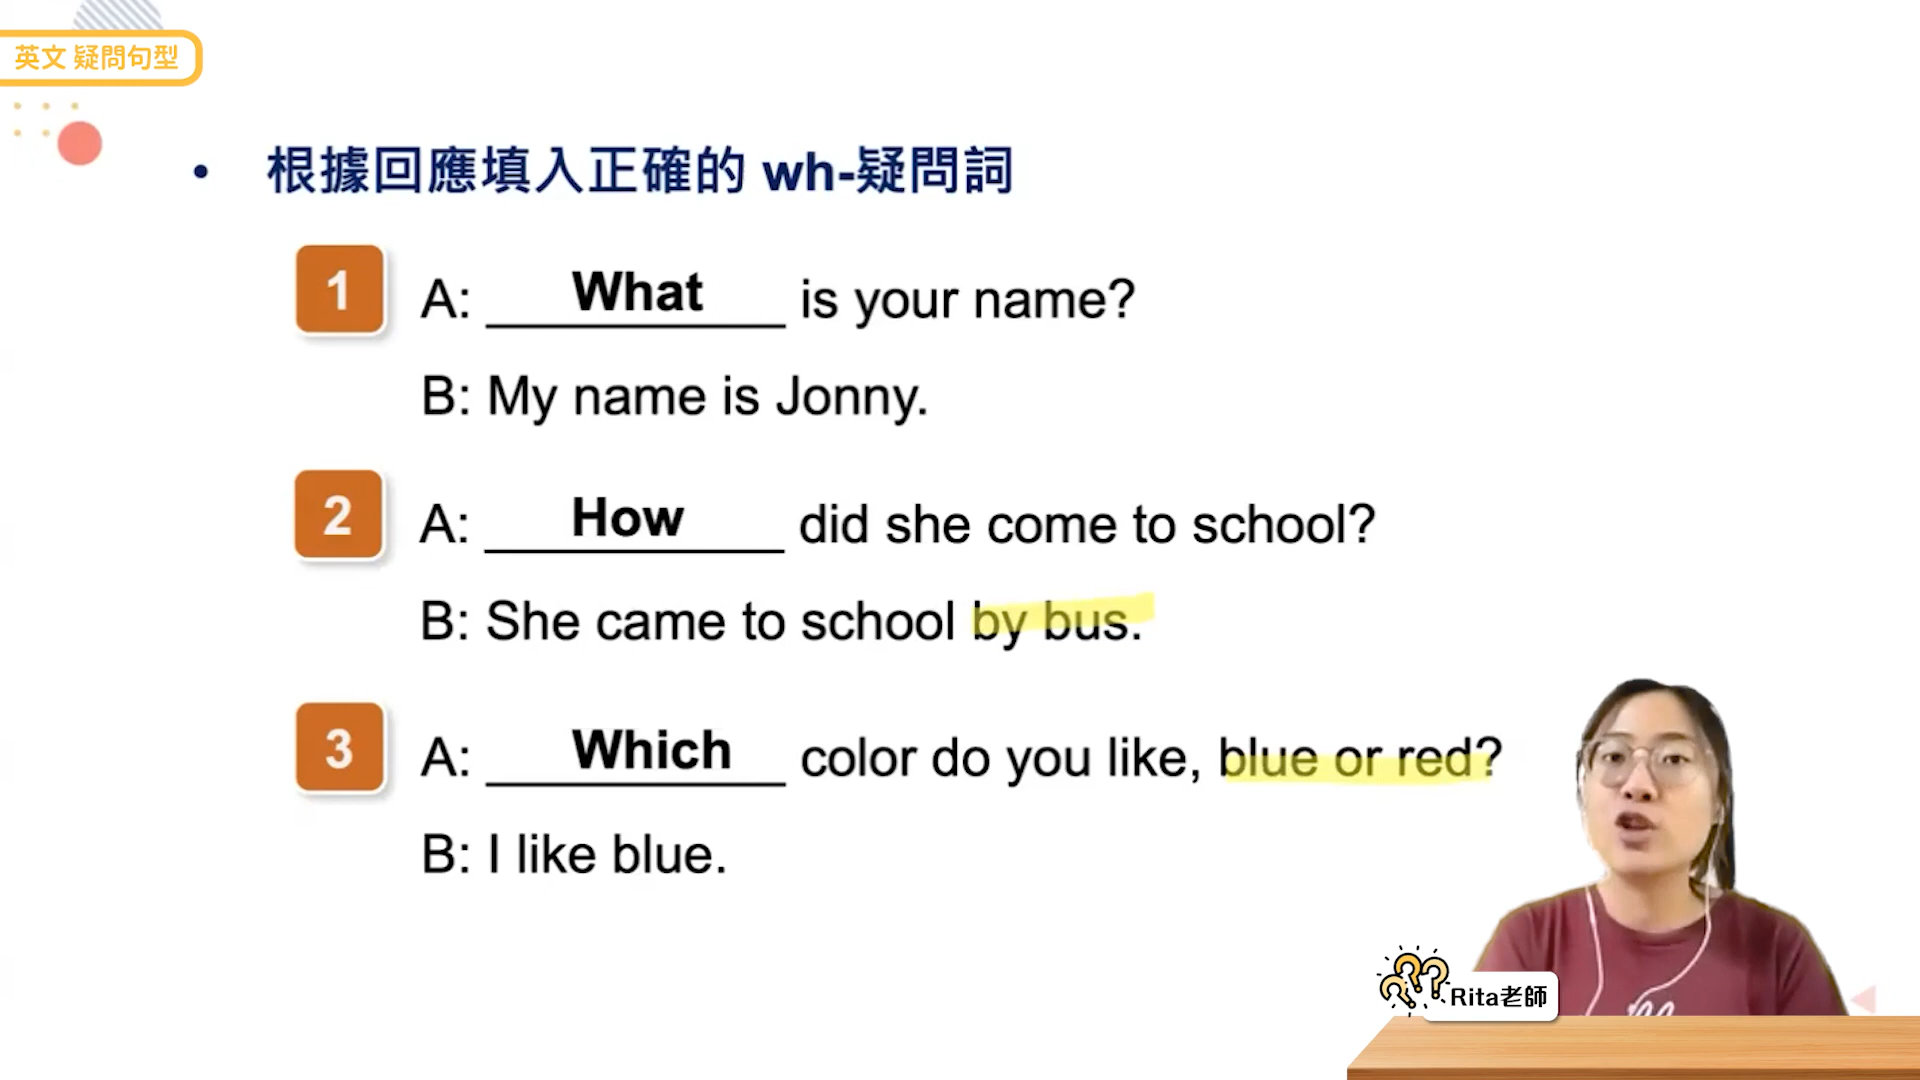 英文 疑問句型
• 根據回應填入正確的 wh-疑問詞
1 A: What is your name?
B: My name is Jonny.
2 A: How did she come to school?
B: She came to school by bus.
3 A: Which color do you like, blue or red?
B: I like blue.
Rita老師